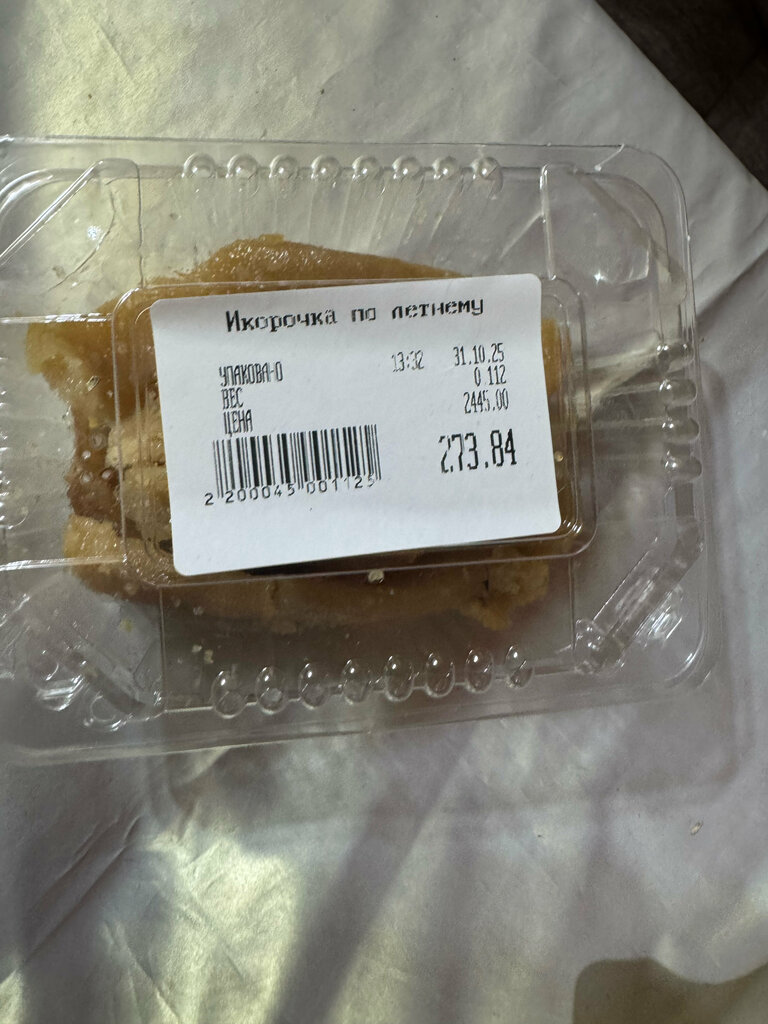 Икорочка по летнему
УПАКОВАНО 13:32 31.10.25
ВЕС 0.112
ЦЕНА 2445.00
273.84
2 200045 001125